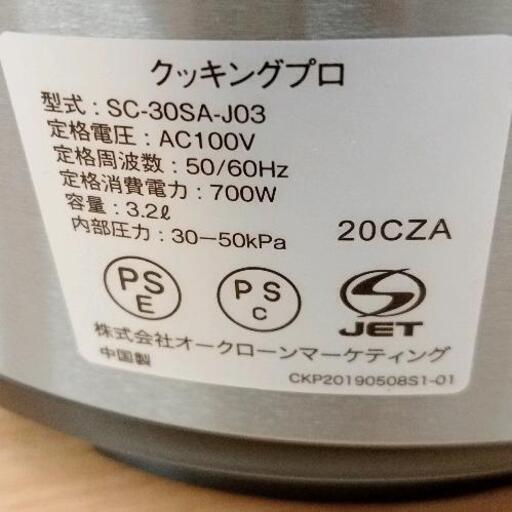 クッキングプロ
型式：SC-30SA-J03
定格電圧：AC100V
定格周波数：50/60Hz
定格消費電力：700W
容量：3.2ℓ
内部圧力：30－50kPa
20CZA
PS
E
PS
C
S
JET
株式会社オークローンマーケティング
中国製
CKP20190508S1-01